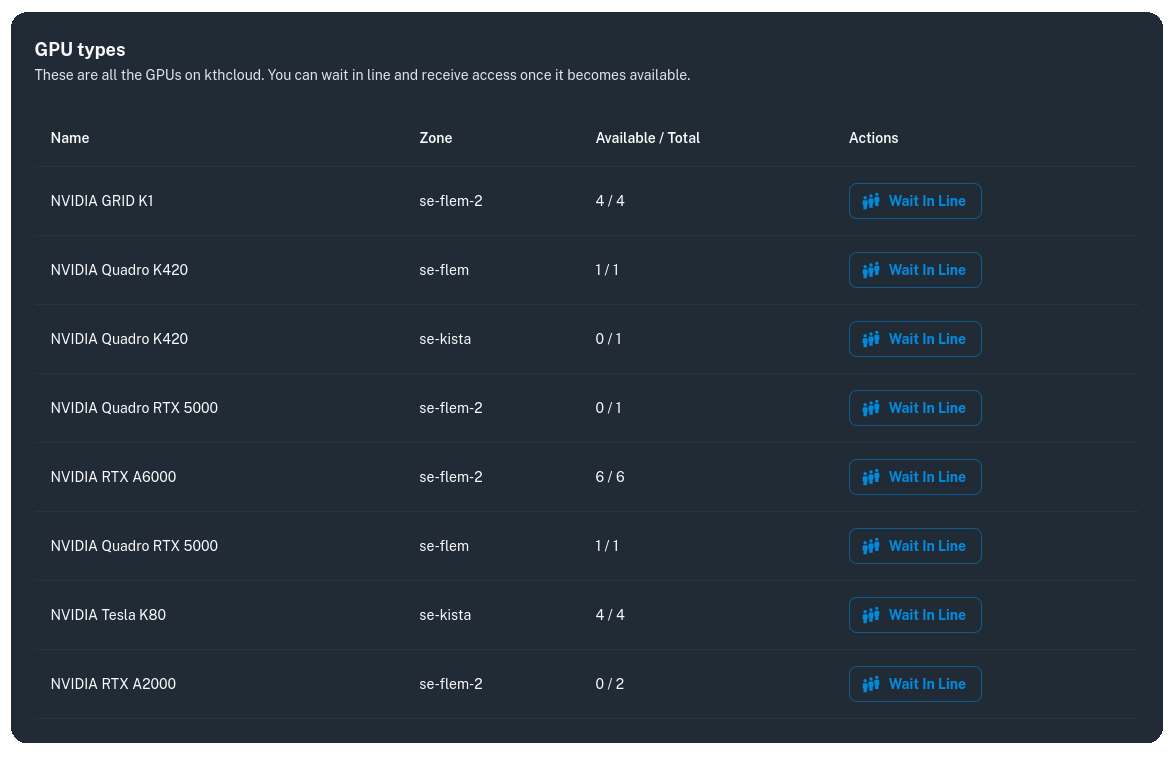 GPU types
These are all the GPUs on kthcloud. You can wait in line and receive access once it becomes available.
Name Zone Available / Total Actions
NVIDIA GRID K1 se-flem-2 4 / 4 Wait In Line
NVIDIA Quadro K420 se-flem 1 / 1 Wait In Line
NVIDIA Quadro K420 se-kista 0 / 1 Wait In Line
NVIDIA Quadro RTX 5000 se-flem-2 0 / 1 Wait In Line
NVIDIA RTX A6000 se-flem-2 6 / 6 Wait In Line
NVIDIA Quadro RTX 5000 se-flem 1 / 1 Wait In Line
NVIDIA Tesla K80 se-kista 4 / 4 Wait In Line
NVIDIA RTX A2000 se-flem-2 0 / 2 Wait In Line